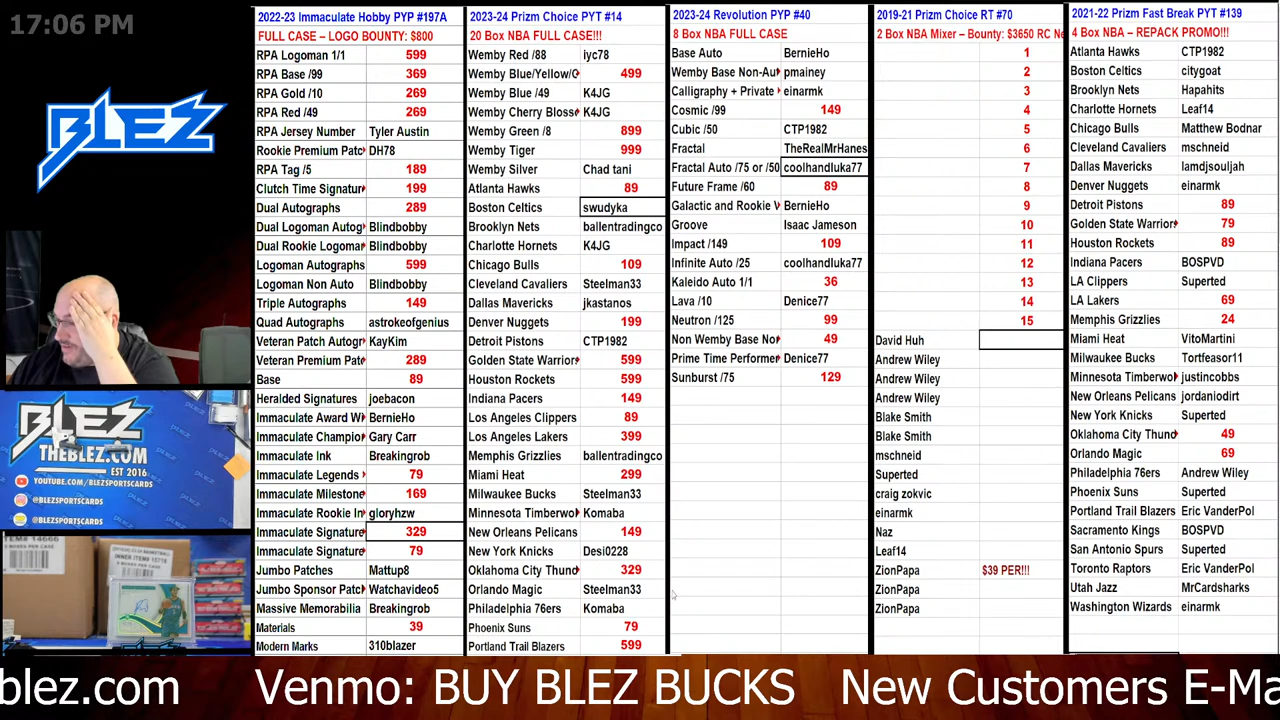 17:06 PM
BLEZ
BLEZ
THEBLEZ.COM
EST 2016
YOUTUBE.COM/BLEZSPORTSCARDS
@BLEZSPORTSCARDS
@BLEZSPORTSCARDS
2022-23 Immaculate Hobby PYP #197A
FULL CASE – LOGO BOUNTY: $800
RPA Logoman 1/1 599
RPA Base /99 369
RPA Gold /10 269
RPA Red /49 269
RPA Jersey Number Tyler Austin
Rookie Premium Patc DH78
RPA Tag /5 189
Clutch Time Signatur 199
Dual Autographs 289
Dual Logoman Autog Blindbobby
Dual Rookie Logomar Blindbobby
Logoman Autographs 599
Logoman Non Auto Blindbobby
Triple Autographs 149
Quad Autographs astrokeofgenius
Veteran Patch Autogr KayKim
Veteran Premium Pat 289
Base 89
Heralded Signatures joebacon
Immaculate Award W BernieHo
Immaculate Champio Gary Carr
Immaculate Ink Breakingrob
Immaculate Legends 79
Immaculate Milestone 169
Immaculate Rookie In gloryhzw
Immaculate Signature 329
Immaculate Signature 79
Jumbo Patches Mattup8
Jumbo Sponsor Patc Watchavideo5
Massive Memorabilia Breakingrob
Materials 39
Modern Marks 310blazer
2023-24 Prizm Choice PYT #14
20 Box NBA FULL CASE!!!
Wemby Red /88 iyc78
Wemby Blue/Yellow/G 499
Wemby Blue /49 K4JG
Wemby Cherry Bloss K4JG
Wemby Green /8 899
Wemby Tiger 999
Wemby Silver Chad tani
Atlanta Hawks 89
Boston Celtics swudyka
Brooklyn Nets ballentradingco
Charlotte Hornets K4JG
Chicago Bulls 109
Cleveland Cavaliers Steelman33
Dallas Mavericks jkastanos
Denver Nuggets 199
Detroit Pistons CTP1982
Golden State Warrior 599
Houston Rockets 599
Indiana Pacers 149
Los Angeles Clippers 89
Los Angeles Lakers 399
Memphis Grizzlies ballentradingco
Miami Heat 299
Milwaukee Bucks Steelman33
Minnesota Timberwo Komaba
New Orleans Pelicans 149
New York Knicks Desi0228
Oklahoma City Thun 329
Orlando Magic Steelman33
Philadelphia 76ers Komaba
Phoenix Suns 79
Portland Trail Blazers 599
2023-24 Revolution PYP #40
8 Box NBA FULL CASE
Base Auto BernieHo
Wemby Base Non-Au pmainey
Calligraphy + Private einarmk
Cosmic /99 149
Cubic /50 CTP1982
Fractal TheRealMrHanes
Fractal Auto /75 or /50 coolhandluka77
Future Frame /60 89
Galactic and Rookie V BernieHo
Groove Isaac Jameson
Impact /149 109
Infinite Auto /25 coolhandluka77
Kaleido Auto 1/1 36
Lava /10 Denice77
Neutron /125 99
Non Wemby Base No 49
Prime Time Performer Denice77
Sunburst /75 129
2019-21 Prizm Choice RT #70
2 Box NBA Mixer – Bounty: $3650 RC Ne
1
2
3
4
5
6
7
8
9
10
11
12
13
14
15
David Huh
Andrew Wiley
Andrew Wiley
Andrew Wiley
Blake Smith
Blake Smith
mschneid
Superted
craig zokvic
einarmk
Naz
Leaf14
ZionPapa $39 PER!!!
ZionPapa
ZionPapa
2021-22 Prizm Fast Break PYT #139
4 Box NBA – REPACK PROMO!!!
Atlanta Hawks CTP1982
Boston Celtics citygoat
Brooklyn Nets Hapahits
Charlotte Hornets Leaf14
Chicago Bulls Matthew Bodnar
Cleveland Cavaliers mschneid
Dallas Mavericks Iamdjsouljah
Denver Nuggets einarmk
Detroit Pistons 89
Golden State Warrior 79
Houston Rockets 89
Indiana Pacers BOSPVD
LA Clippers Superted
LA Lakers 69
Memphis Grizzlies 24
Miami Heat VitoMartini
Milwaukee Bucks Tortfeasor11
Minnesota Timberwo justincobbs
New Orleans Pelicans jordaniodirt
New York Knicks Superted
Oklahoma City Thund 49
Orlando Magic 69
Philadelphia 76ers Andrew Wiley
Phoenix Suns Superted
Portland Trail Blazers Eric VanderPol
Sacramento Kings BOSPVD
San Antonio Spurs Superted
Toronto Raptors Eric VanderPol
Utah Jazz MrCardsharks
Washington Wizards einarmk
blez.com Venmo: BUY BLEZ BUCKS New Customers E-Ma